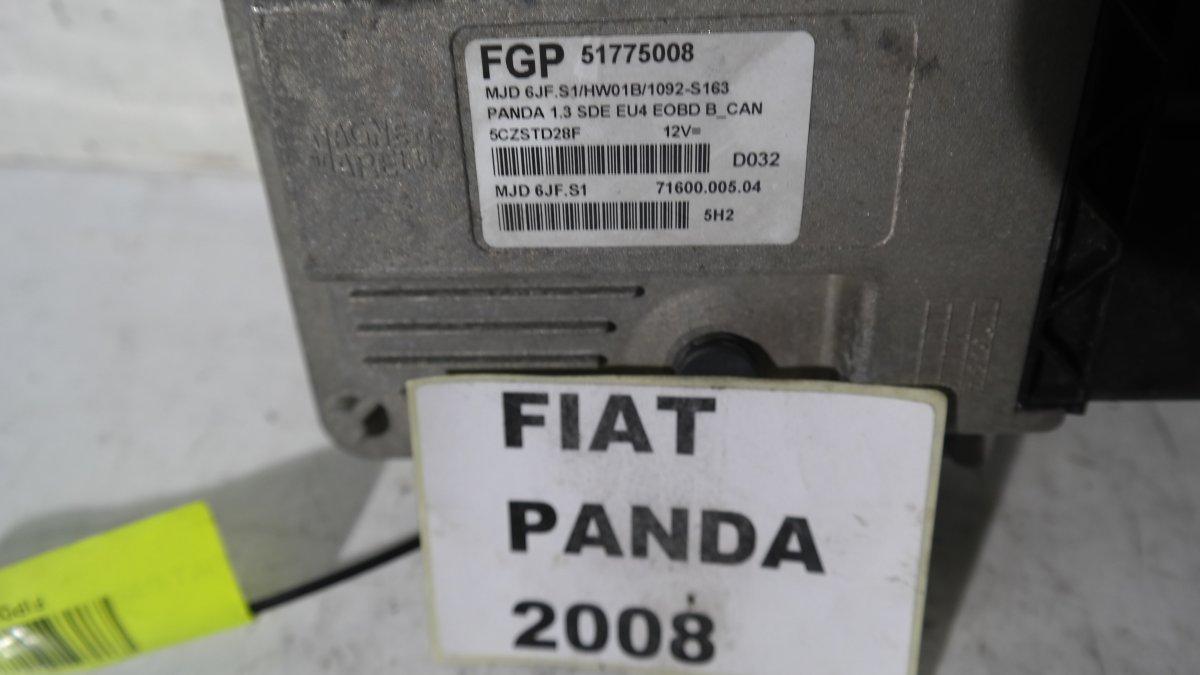 FGP 51775008
MJD 6JF.S1/HW01B/1092-S163
PANDA 1.3 SDE EU4 EOBD B_CAN
5CZSTD28F 12V=
D032
MJD 6JF.S1 71600.005.04
5H2
FIAT
PANDA
2008